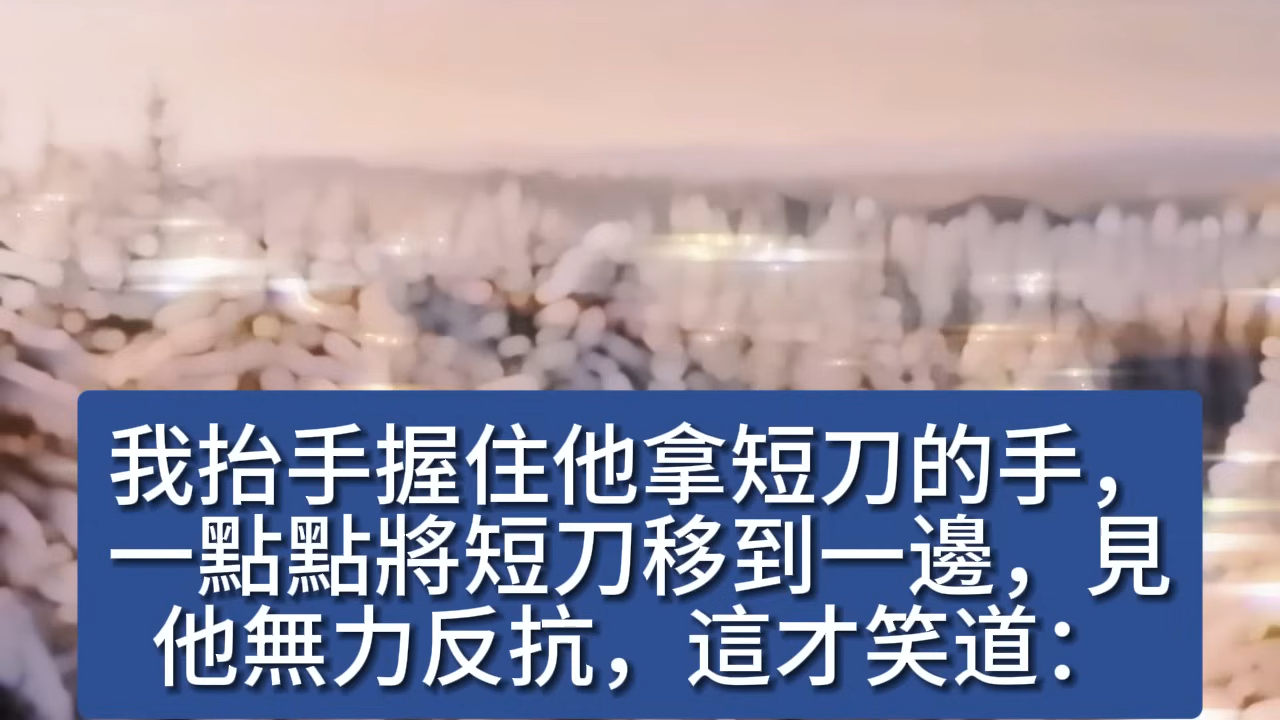 我抬手握住他拿短刀的手，
一點點將短刀移到一邊，見
他無力反抗，這才笑道：